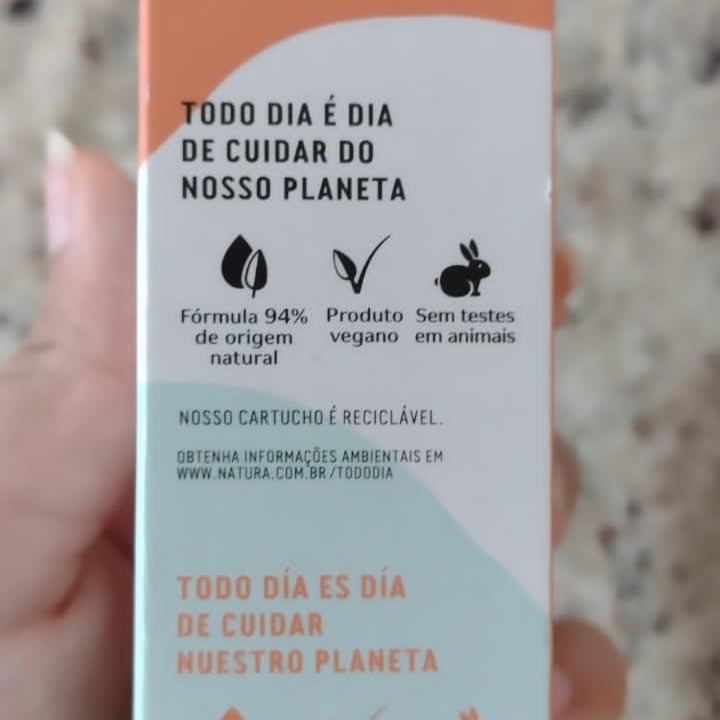 TODO DIA É DIA
DE CUIDAR DO
NOSSO PLANETA
Fórmula 94%
de origem
natural
Produto
vegano
Sem testes
em animais
NOSSO CARTUCHO É RECICLÁVEL.
OBTENHA INFORMAÇÕES AMBIENTAIS EM
WWW.NATURA.COM.BR/TODODIA
TODO DÍA ES DÍA
DE CUIDAR
NUESTRO PLANETA